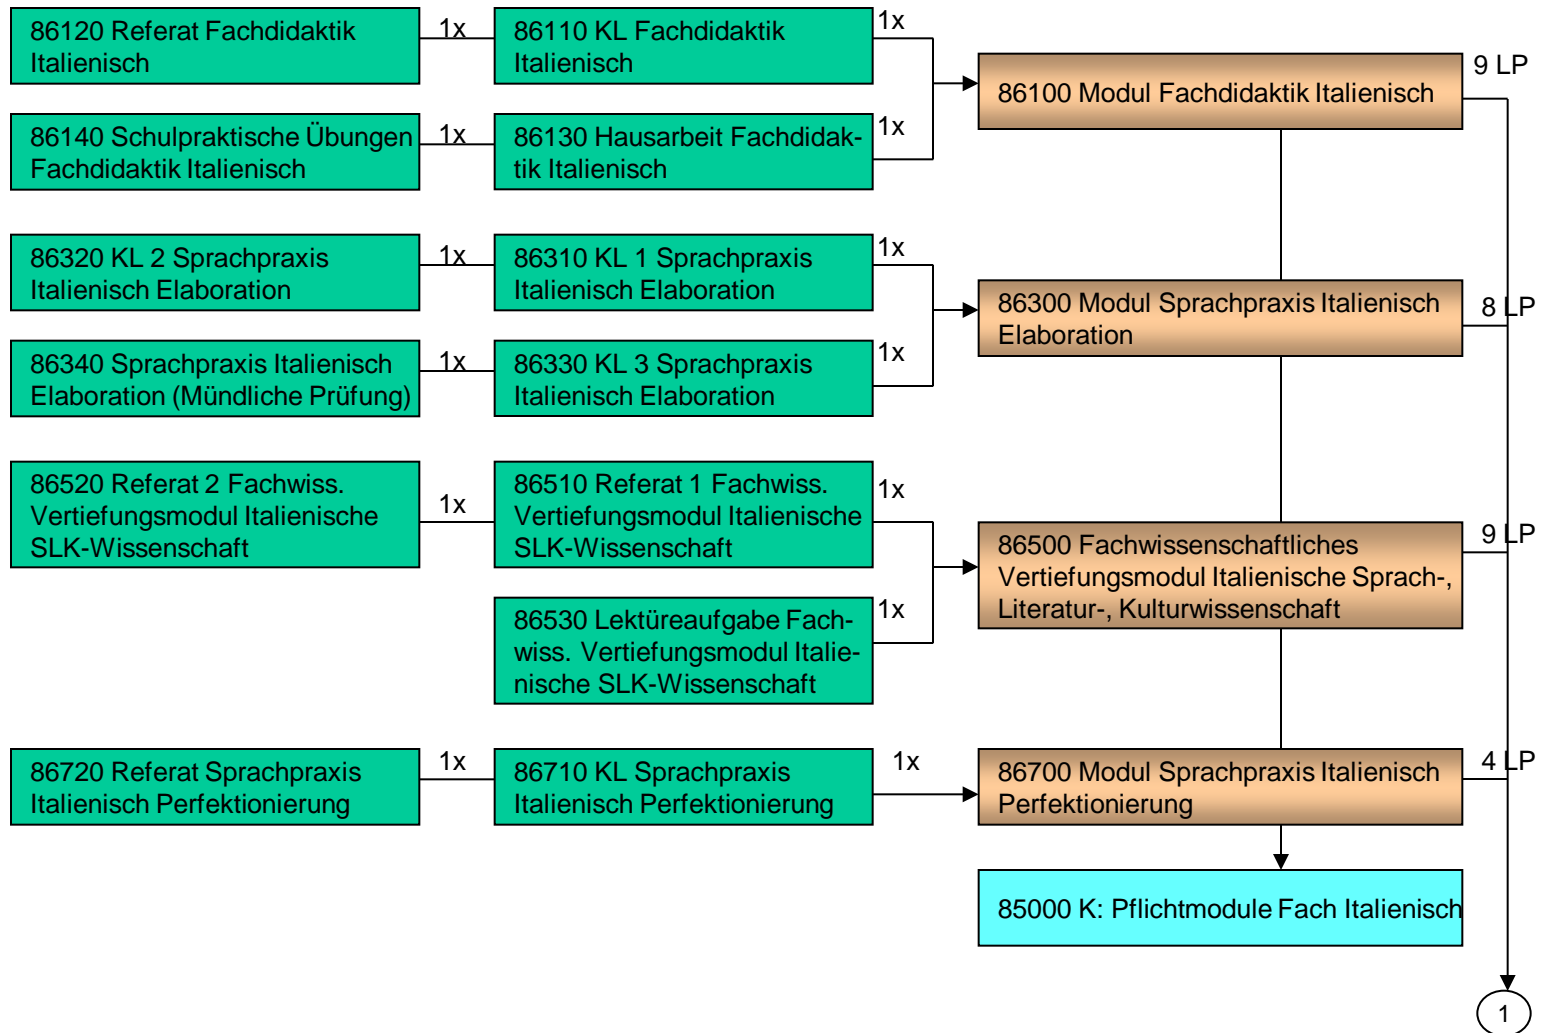 86120 Referat Fachdidaktik
Italienisch
1x
86110 KL Fachdidaktik
Italienisch
1x
86100 Modul Fachdidaktik Italienisch
9 LP
86140 Schulpraktische Übungen
Fachdidaktik Italienisch
1x
86130 Hausarbeit Fachdidak-
tik Italienisch
1x
86320 KL 2 Sprachpraxis
Italienisch Elaboration
1x
86310 KL 1 Sprachpraxis
Italienisch Elaboration
1x
86300 Modul Sprachpraxis Italienisch
Elaboration
8 LP
86340 Sprachpraxis Italienisch
Elaboration (Mündliche Prüfung)
1x
86330 KL 3 Sprachpraxis
Italienisch Elaboration
1x
86520 Referat 2 Fachwiss.
Vertiefungsmodul Italienische
SLK-Wissenschaft
1x
86510 Referat 1 Fachwiss.
Vertiefungsmodul Italienische
SLK-Wissenschaft
1x
86500 Fachwissenschaftliches
Vertiefungsmodul Italienische Sprach-,
Literatur-, Kulturwissenschaft
9 LP
86530 Lektüreaufgabe Fach-
wiss. Vertiefungsmodul Italie-
nische SLK-Wissenschaft
1x
86720 Referat Sprachpraxis
Italienisch Perfektionierung
1x
86710 KL Sprachpraxis
Italienisch Perfektionierung
1x
86700 Modul Sprachpraxis Italienisch
Perfektionierung
4 LP
85000 K: Pflichtmodule Fach Italienisch
1